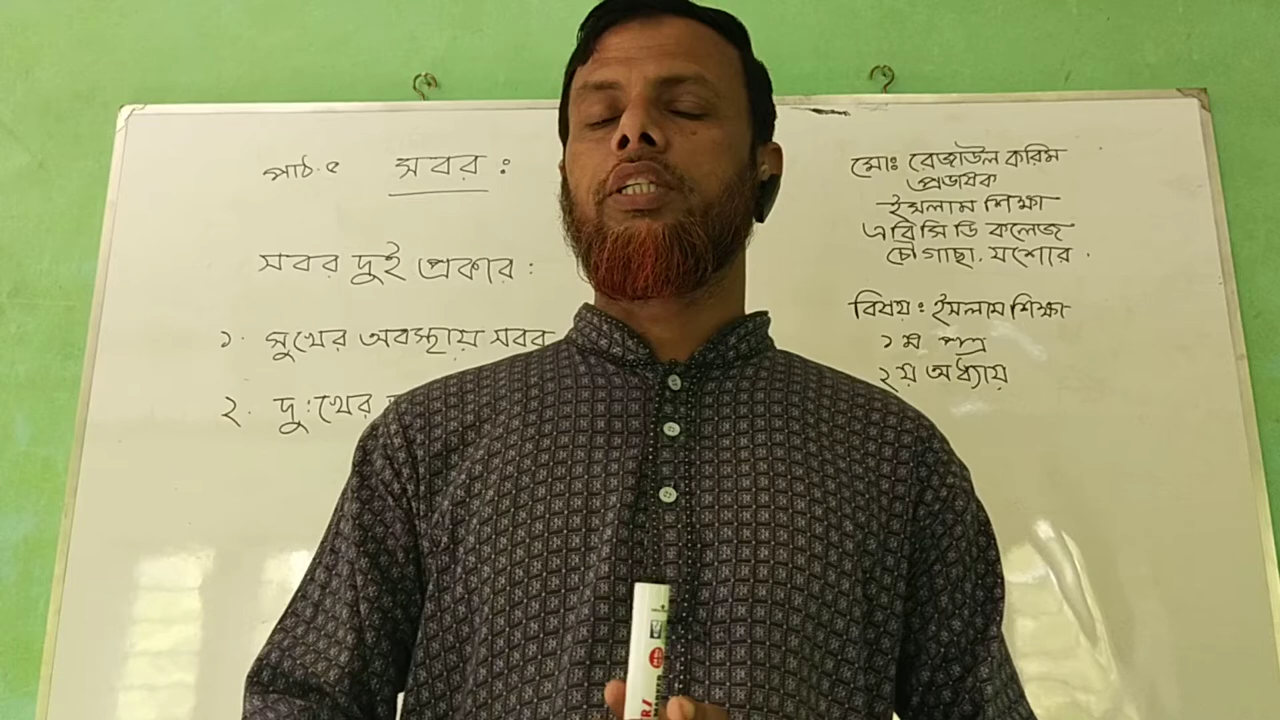 পাঠ.৫ সবর :
সবর দুই প্রকার :
১. সুখের অবস্থায় সবর
২. দু:খের
মোঃ রেজাউল করিম
প্রভাষক
ইসলাম শিক্ষা
এবিসিডি কলেজ
চৌগাছা. যশোর .
বিষয় : ইসলাম শিক্ষা
১ম পত্র
২য় অধ্যায়
MARKER